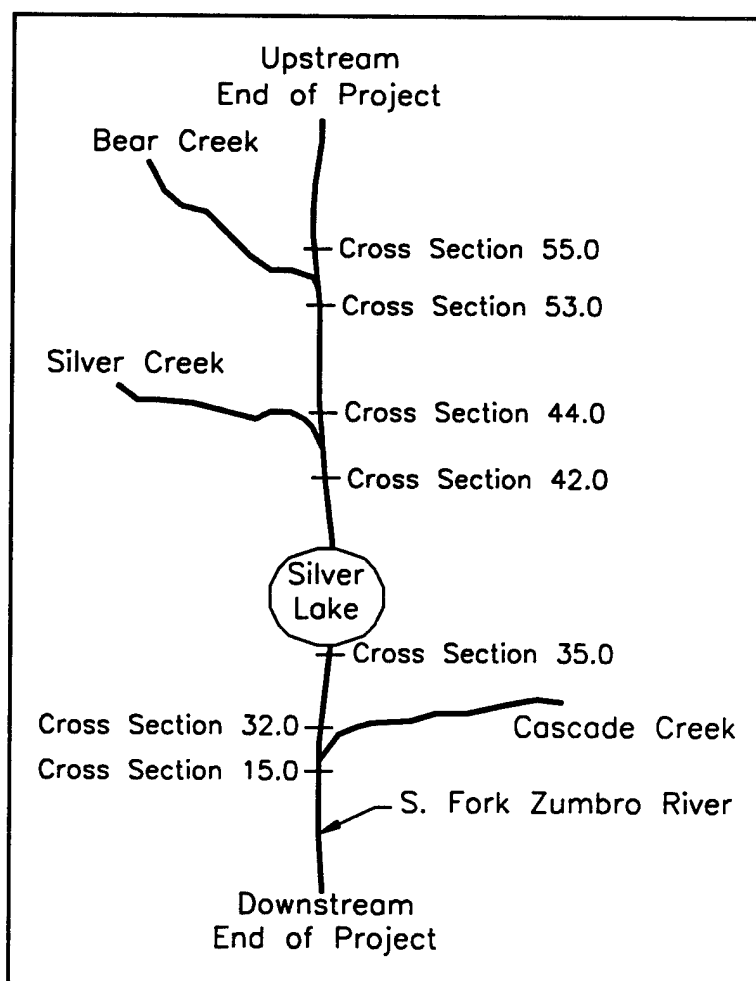 Upstream
End of Project
Bear Creek
Cross Section 55.0
Cross Section 53.0
Silver Creek
Cross Section 44.0
Cross Section 42.0
Silver
Lake
Cross Section 35.0
Cross Section 32.0
Cascade Creek
Cross Section 15.0
S. Fork Zumbro River
Downstream
End of Project